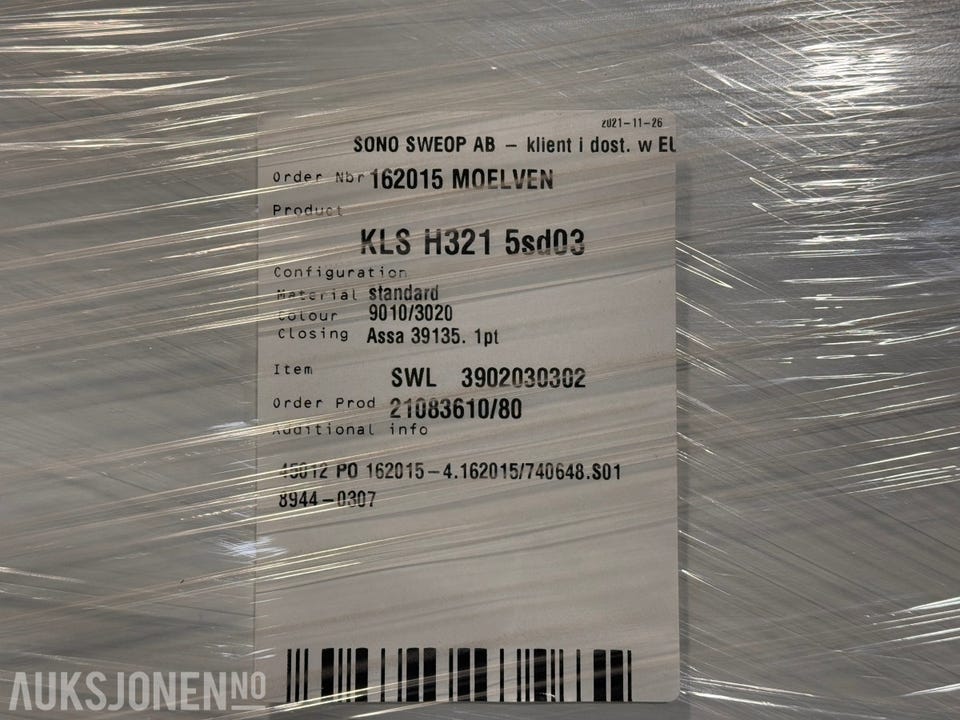 2021-11-26
SONO SWEOP AB – klient i dost. w EU
Order Nbr 162015 MOELVEN
Product
KLS H321 5sd03
Configuration
Material standard
Colour 9010/3020
Closing Assa 39135. 1pt
Item SWL 3902030302
Order Prod 21083610/80
Additional info
45012 PO 162015-4.162015/740648.S01
8944-0307
AUKSJONEN NO